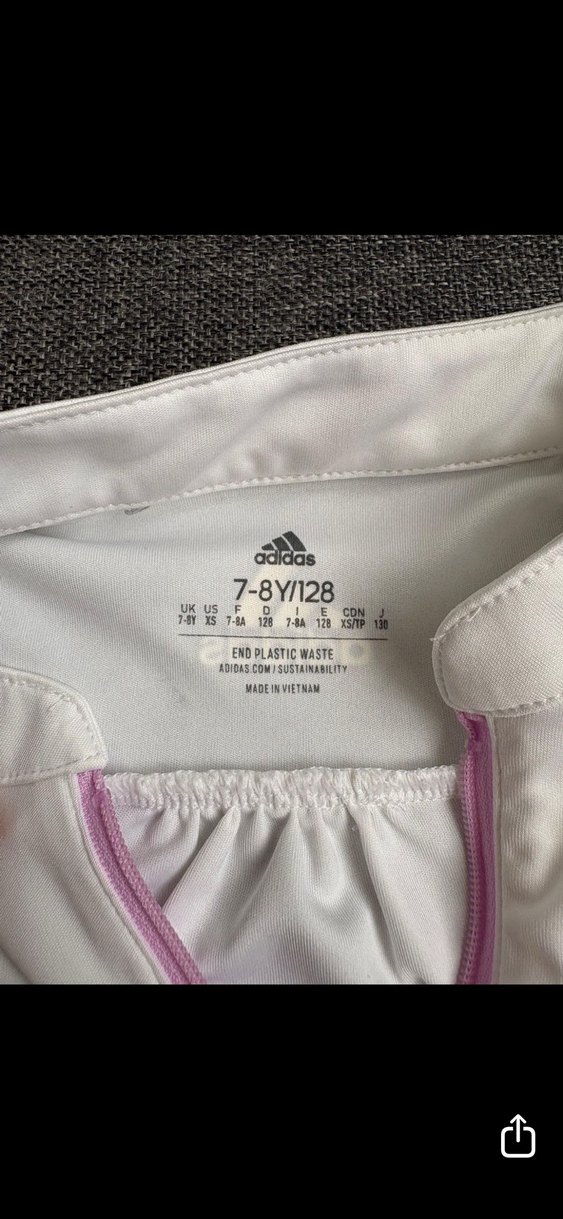 adidas
7-8Y/128
UK US F D I E CDN J
7-8Y XS 7-8A 128 7-8A 128 XS/TP 130
END PLASTIC WASTE
ADIDAS.COM / SUSTAINABILITY
MADE IN VIETNAM